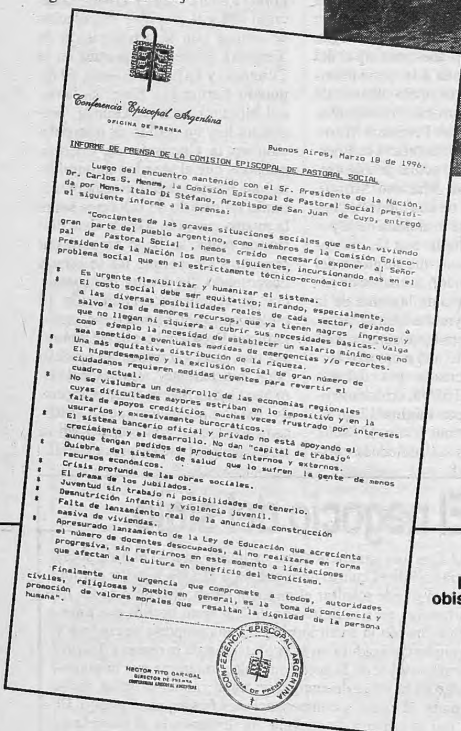 CONFERENCIA EPISCOPAL ARGENTINA
Conferencia Episcopal Argentina
OFICINA DE PRENSA
Buenos Aires, Marzo 18 de 1996.
INFORME DE PRENSA DE LA COMISION EPISCOPAL DE PASTORAL SOCIAL
Luego del encuentro mantenido con el Sr. Presidente de la Nación,
Dr. Carlos S. Menem, la Comisión Episcopal de Pastoral Social presidi-
da por Mons. Italo Di Stéfano, Arzobispo de San Juan de Cuyo, entregó
el siguiente informe a la prensa:
"Concientes de las graves situaciones sociales que están viviendo
gran parte del pueblo argentino, como miembros de la Comisión Episco-
pal de Pastoral Social , hemos creído necesario exponer al Señor
Presidente de la Nación los puntos siguientes, incursionando mas en el
problema social que en el estrictamente técnico-económico:
Es urgente flexibilizar y humanizar el sistema.
El costo social debe ser equitativo; mirando, especialmente,
a las diversas posibilidades reales de cada sector, dejando a
salvo a los de menores recursos, que ya tienen magros ingresos y
que no llegan ni siquiera a cubrir sus necesidades básicas. Valga
como ejemplo la necesidad de establecer un salario mínimo que no
sea sometido a eventuales medidas de emergencias y/o recortes.
Una más equitativa distribución de la riqueza.
El hiperdesempleo y la exclusión social de gran número de
ciudadanos requieren medidas urgentes para revertir el
cuadro actual.
No se vislumbra un desarrollo de las economías regionales
cuyas dificultades mayores estriban en lo impositivo y en la
falta de apoyos crediticios muchas veces frustrado por intereses
usurarios y excesivamente burocráticos.
El sistema bancario oficial y privado no está apoyando el
crecimiento y el desarrollo. No dan "capital de trabajo"
aunque tengan pedidos de productos internos y externos.
Quiebra del sistema de salud que lo sufren la gente de menos
recursos económicos.
Crisis profunda de las obras sociales.
El drama de los jubilados.
Juventud sin trabajo ni posibilidades de tenerlo.
Desnutrición infantil y violencia juvenil.
Falta de lanzamiento real de la anunciada construcción
masiva de viviendas.
Apresurado lanzamiento de la Ley de Educación que acrecienta
el número de docentes desocupados, al no realizarse en forma
progresiva, sin referirnos en este momento a limitaciones
que afectan a la cultura en beneficio del tecnicismo.
Finalmente una urgencia que compromete a todos, autoridades
civiles, religiosas y pueblo en general, es la toma de conciencia y
promoción de valores morales que resaltan la dignidad de la persona
humana".
CONFERENCIA EPISCOPAL ARGENTINA
OF. DE PRENSA
DIRECTOR DE PRENSA
CONFERENCIA EPISCOPAL ARGENTINA
obis